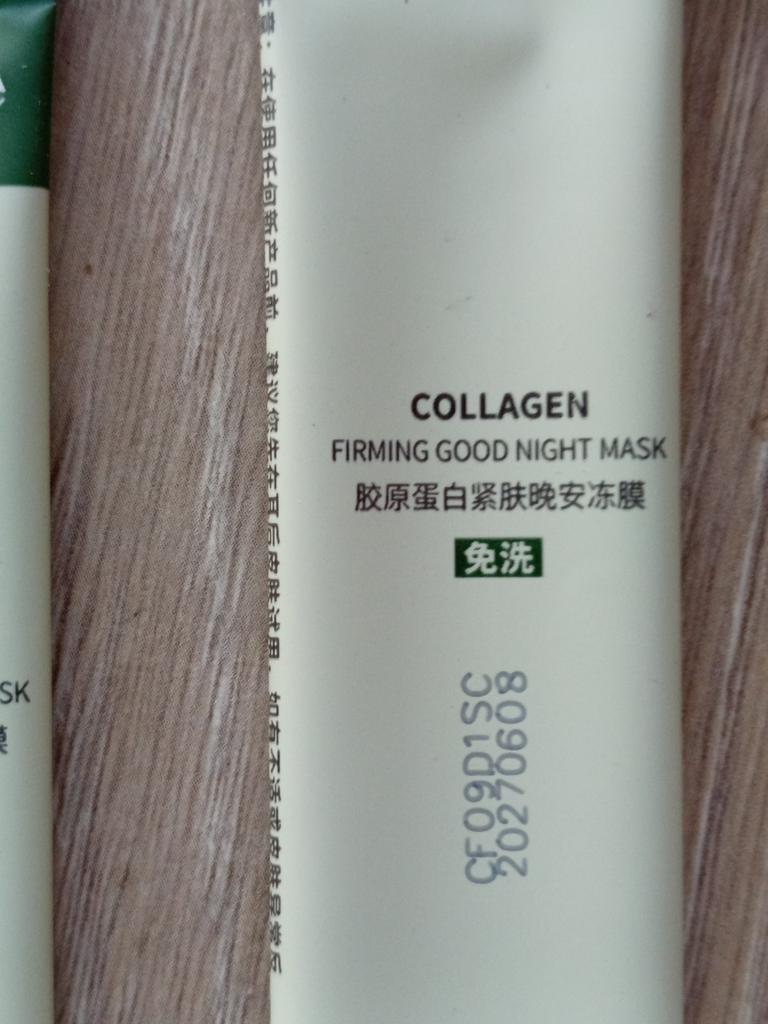 COLLAGEN
FIRMING GOOD NIGHT MASK
胶原蛋白紧肤晚安冻膜
免洗
CF09D1SC
20270608
在使用任何新产品前，建议您先在耳后皮肤试用，如有不适或皮肤异常反
SK
膜